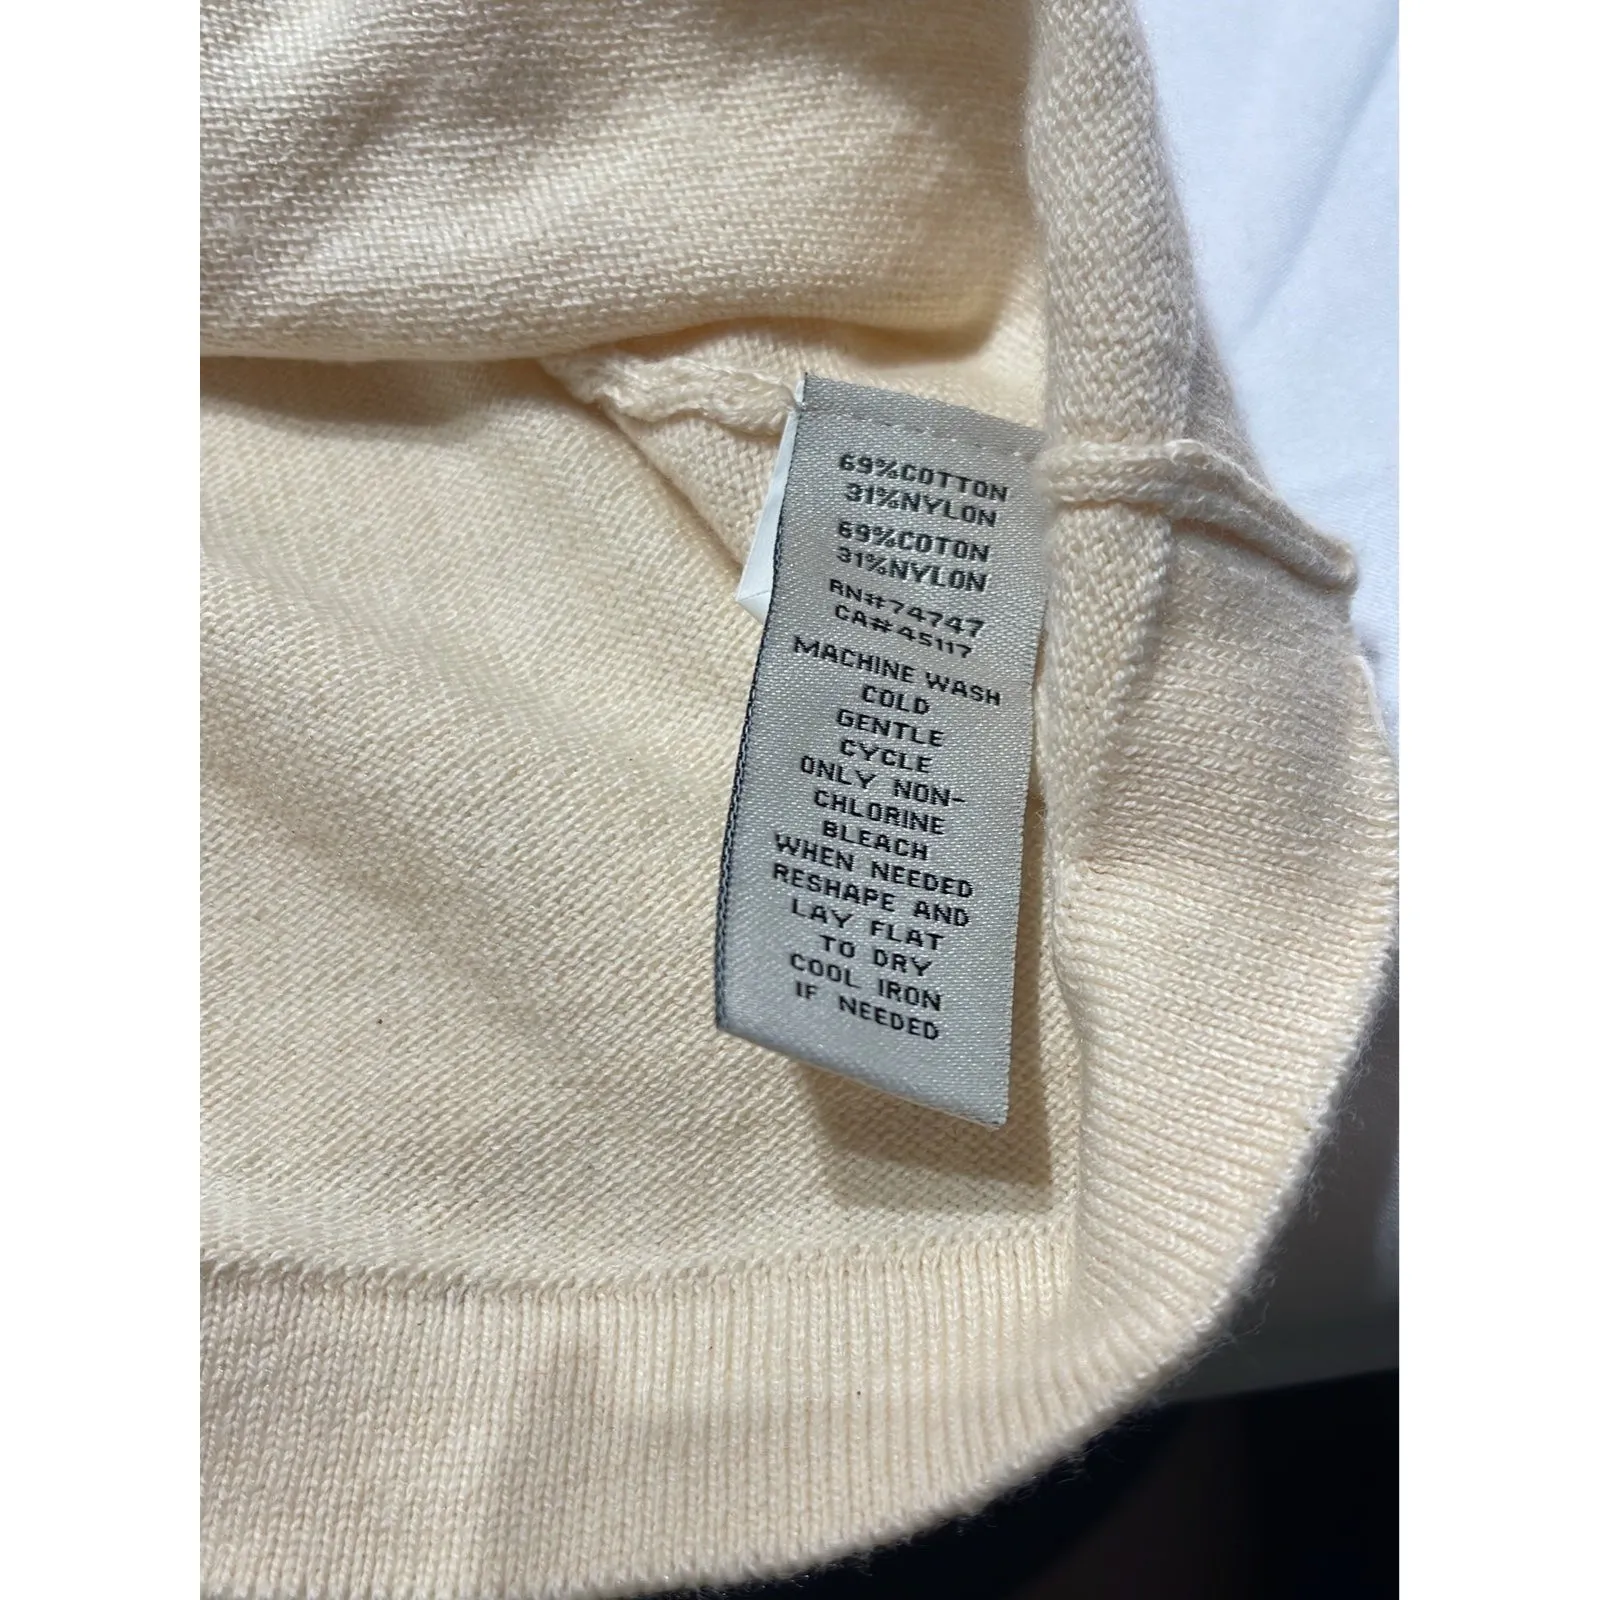 69%COTTON
31%NYLON
69%COTON
31%NYLON
RN#74747
CA#45117
MACHINE WASH
COLD
GENTLE
CYCLE
ONLY NON-
CHLORINE
BLEACH
WHEN NEEDED
RESHAPE AND
LAY FLAT
TO DRY
COOL IRON
IF NEEDED